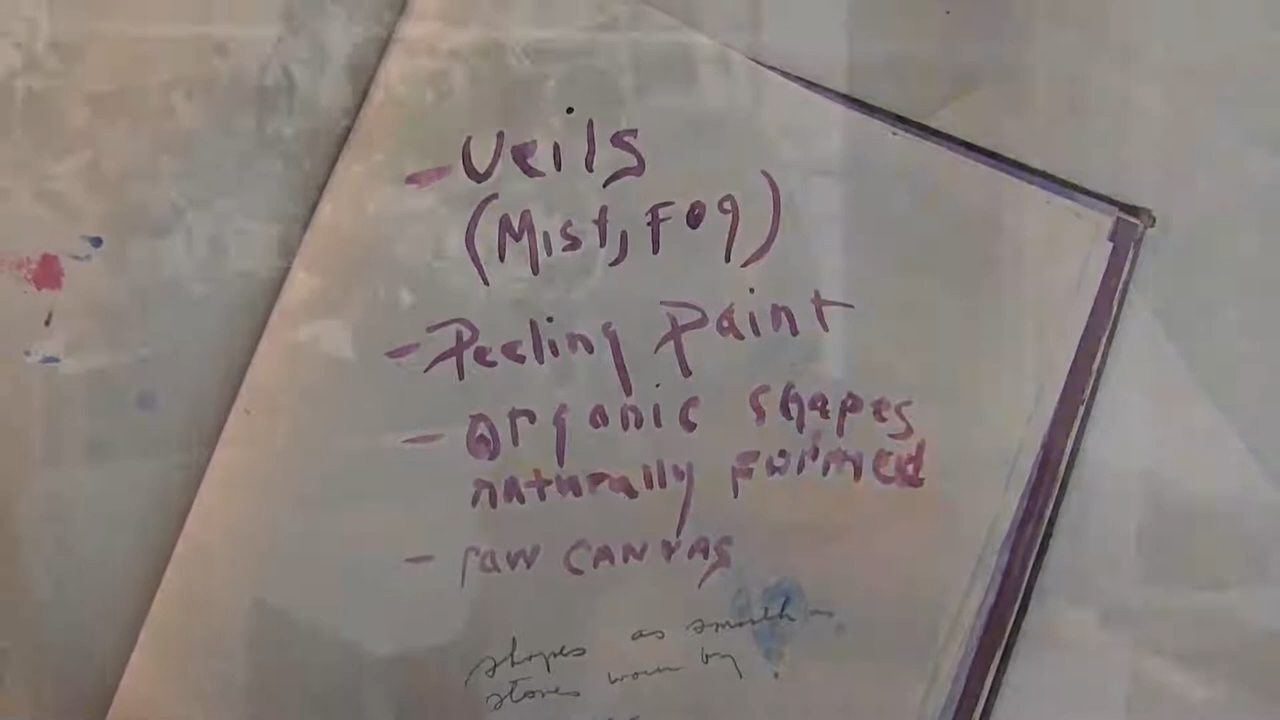 - Veils
(Mist, Fog)
- Peeling Paint
- organic shapes
naturally formed
- raw CANVAS
shapes as smooth as
stones worn by